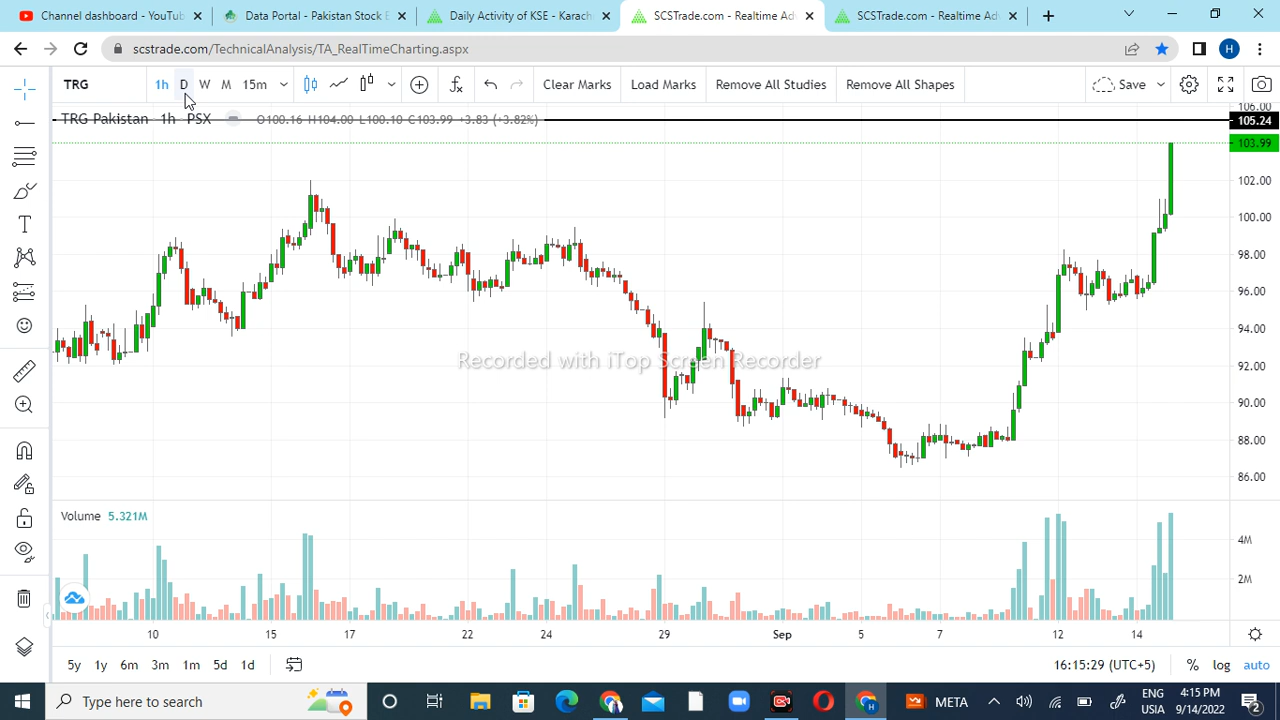 Channel dashboard - YouTub
Data Portal - Pakistan Stock E
Daily Activity of KSE - Karach
SCSTrade.com - Realtime Adv
SCSTrade.com - Realtime Adv
scstrade.com/TechnicalAnalysis/TA_RealTimeCharting.aspx
H
TRG
1h
D
W
M
15m
Clear Marks
Load Marks
Remove All Studies
Remove All Shapes
Save
TRG Pakistan · 1h · PSX
O100.16 H104.00 L100.10 C103.99 +3.83 (+3.82%)
106.00
105.24
103.99
102.00
100.00
98.00
96.00
94.00
92.00
90.00
88.00
86.00
Recorded with iTop Screen Recorder
Volume 5.321M
4M
2M
10 15 17 22 24 29 Sep 5 7 12 14
5y 1y 6m 3m 1m 5d 1d
16:15:29 (UTC+5)
% log auto
Type here to search
META
ENG
USIA
4:15 PM
9/14/2022
2